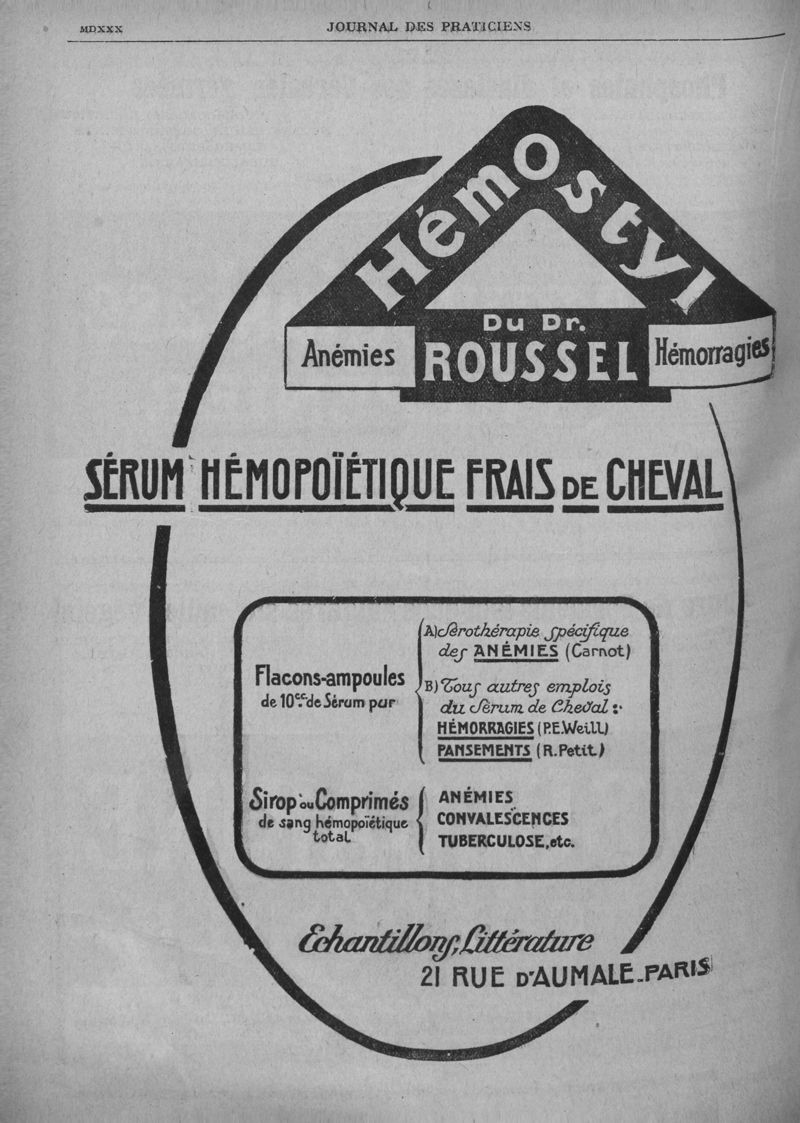 MDXXX
JOURNAL DES PRATICIENS
Hémostyl
Du Dr.
Anémies
ROUSSEL
Hémorragies
SÉRUM HÉMOPOÏÉTIQUE FRAIS DE CHEVAL
Flacons-ampoules
de 10cc. de Sérum pur
A) Sérothérapie spécifique
des ANÉMIES (Carnot)
B) Tous autres emplois
du Sérum de Cheval :
HÉMORRAGIES (P.E.Weill)
PANSEMENTS (R.Petit)
Sirop ou Comprimés
de sang hémopoïétique
total
ANÉMIES
CONVALESCENCES
TUBERCULOSE, etc.
Echantillons, Littérature
21 RUE D'AUMALE-PARIS